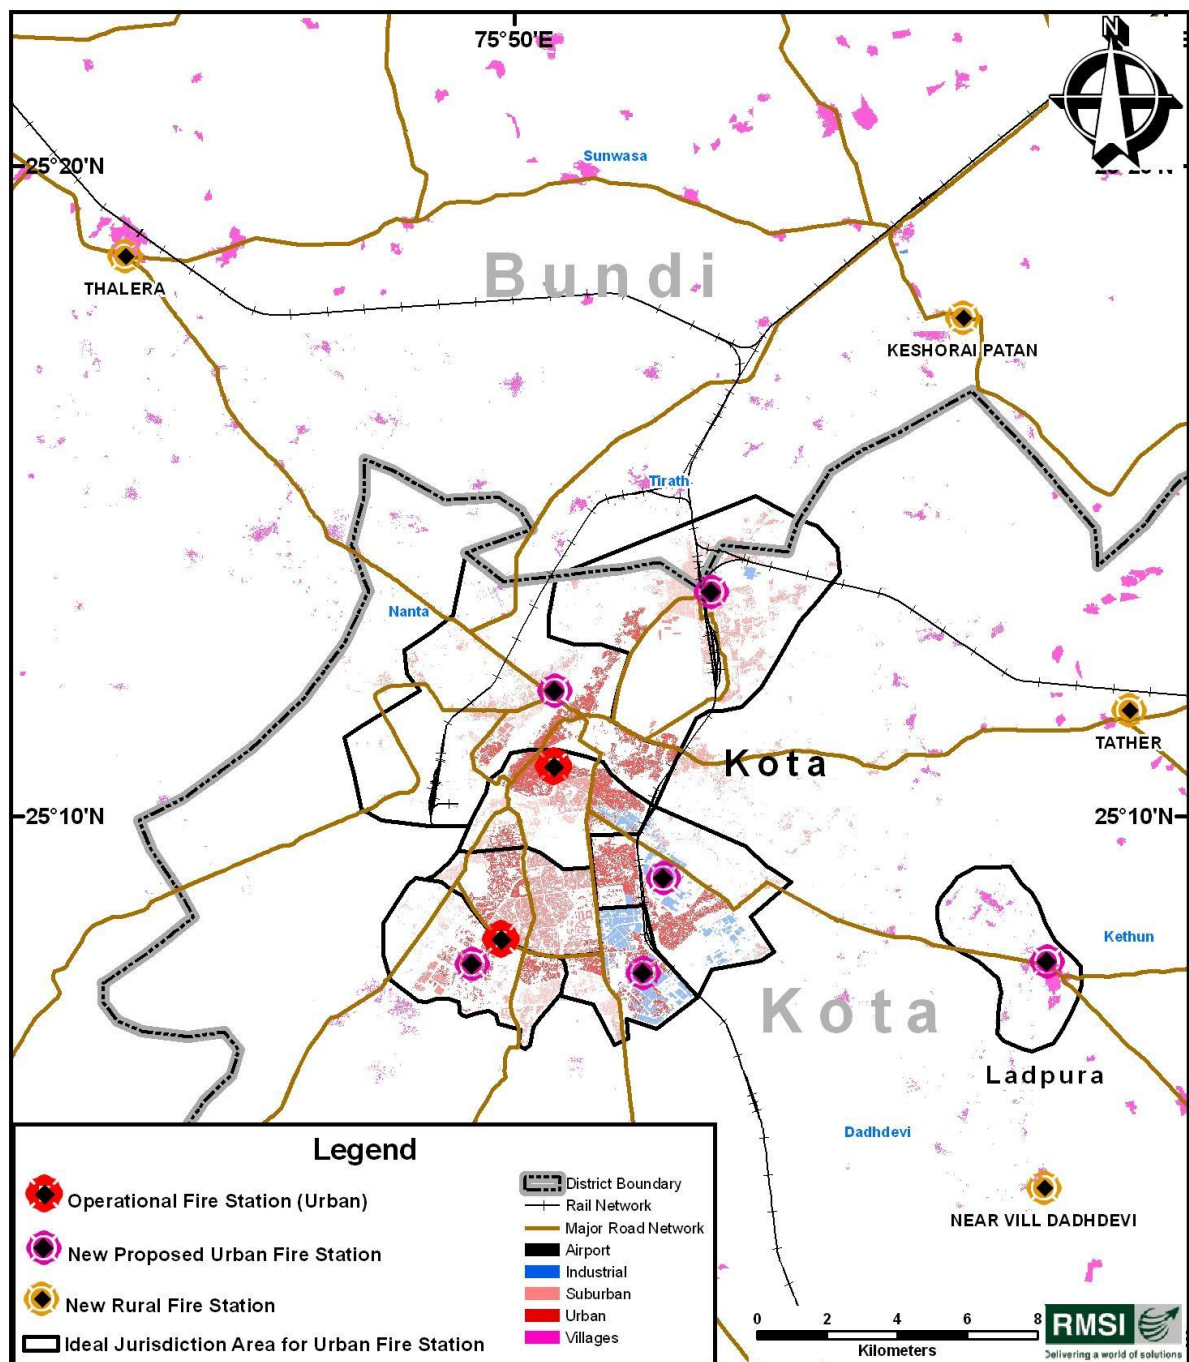 75°50'E
N
25°20'N
Sunwasa
Bundi
THALERA
KESHORAI PATAN
Tirath
Nanta
TATHER
Kota
25°10'N
25°10'N
Kethun
Kota
Ladpura
Dadhdevi
NEAR VILL DADHDEVI
Legend
Operational Fire Station (Urban)
New Proposed Urban Fire Station
New Rural Fire Station
Ideal Jurisdiction Area for Urban Fire Station
District Boundary
Rail Network
Major Road Network
Airport
Industrial
Suburban
Urban
Villages
0 2 4 6 8
Kilometers
RMSI
Delivering a world of solutions